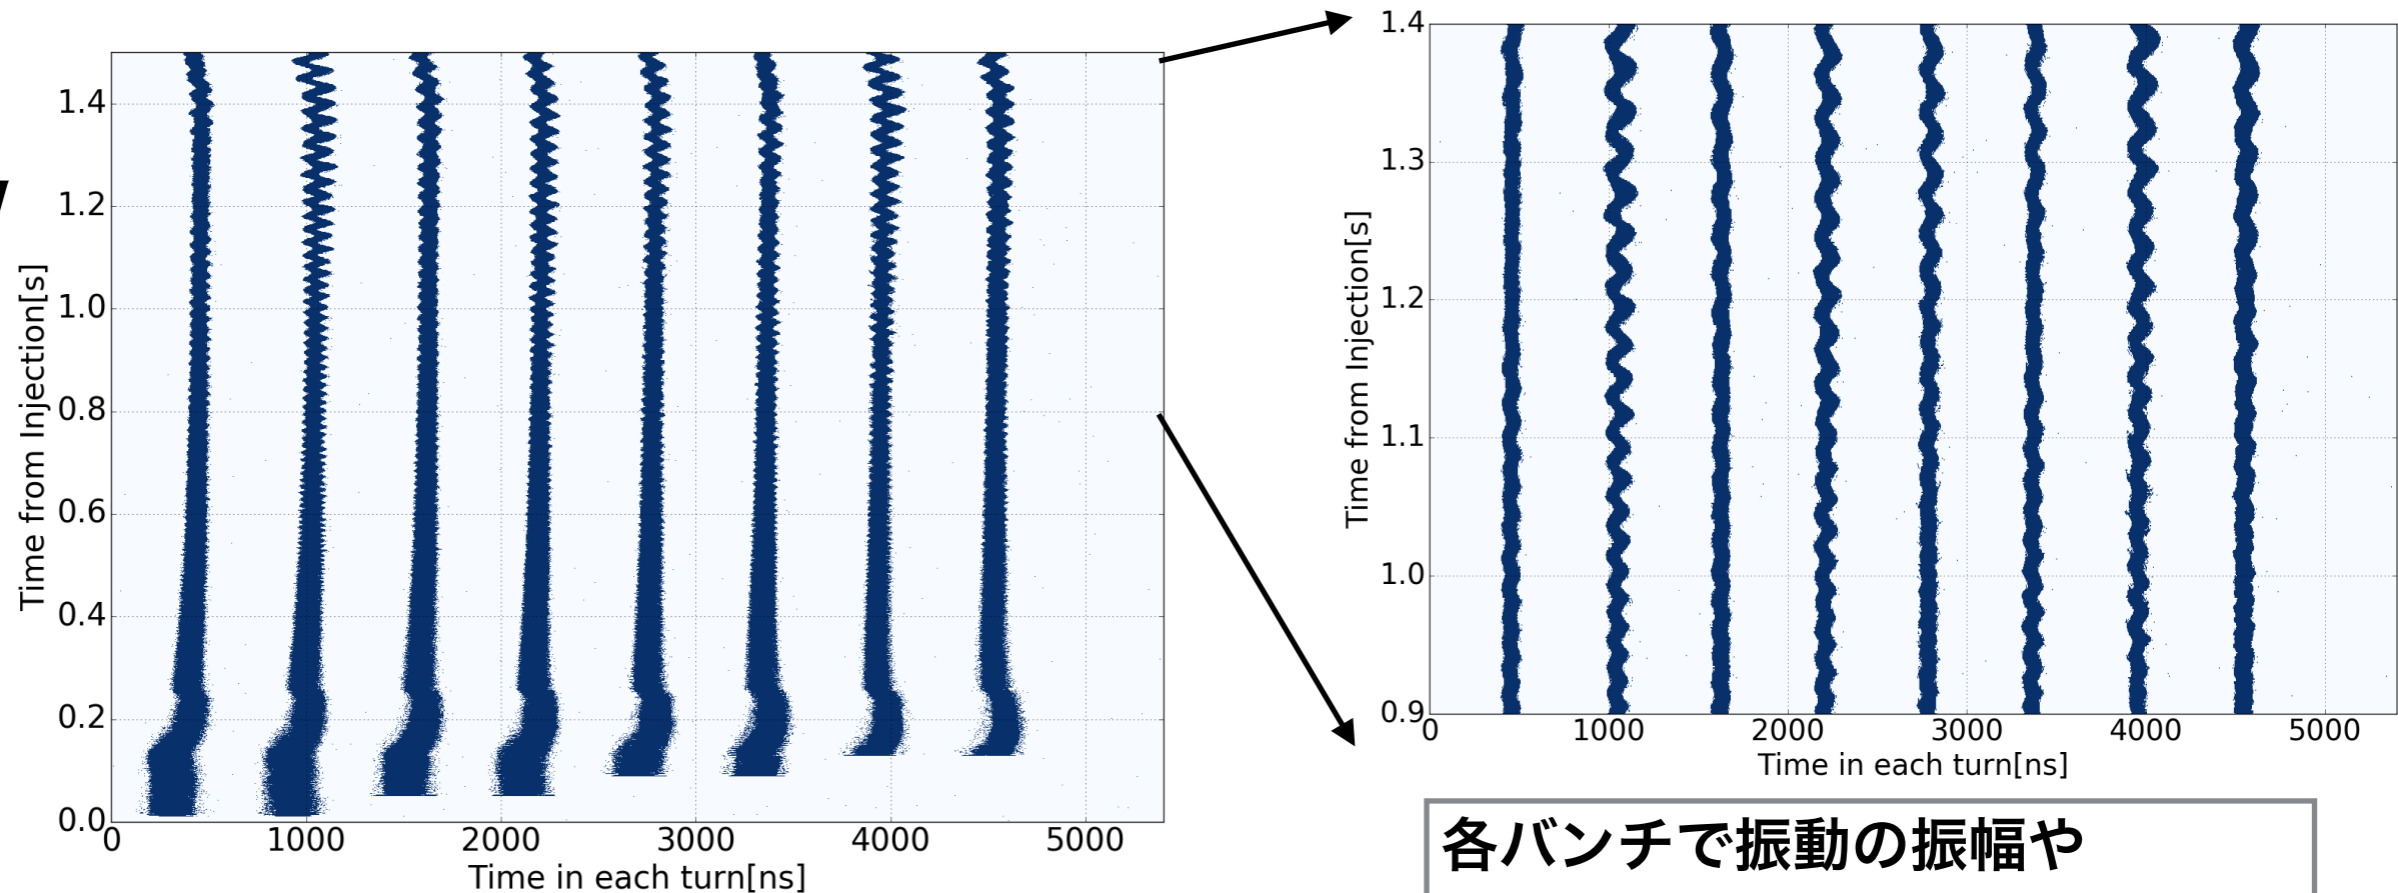 1.4
1.2
1.0
0.8
0.6
0.4
0.2
0.0
Time from Injection[s]
0 1000 2000 3000 4000 5000
Time in each turn[ns]
1.4
1.3
1.2
1.1
1.0
0.9
Time from Injection[s]
0 1000 2000 3000 4000 5000
Time in each turn[ns]
各バンチで振動の振幅や